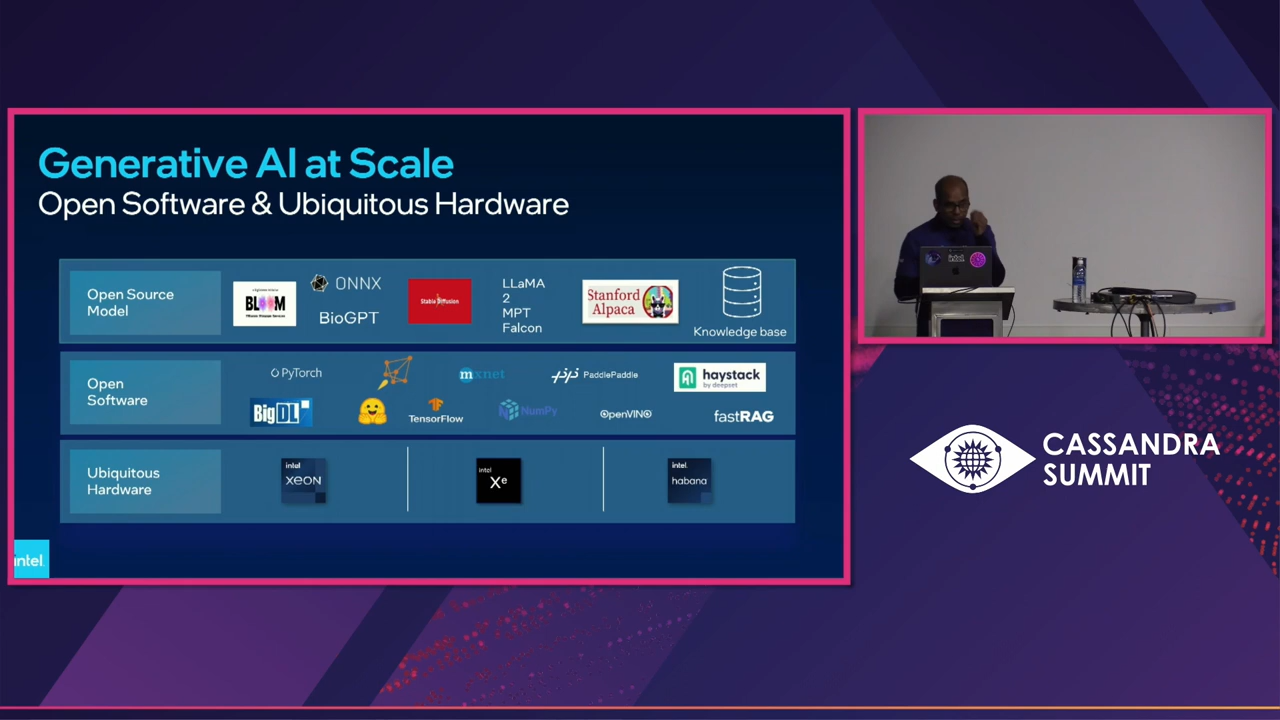 Generative AI at Scale
Open Software & Ubiquitous Hardware
Open Source
Model
BLOOM
ONNX
BioGPT
Stable Diffusion
LLaMA
2
MPT
Falcon
Stanford
Alpaca
Knowledge base
Open
Software
PyTorch
mxnet
PaddlePaddle
haystack
by deepset
BigDL
TensorFlow
NumPy
OpenVINO
fastRAG
Ubiquitous
Hardware
intel
xeon
intel
Xe
intel.
habana
intel.
intel
CASSANDRA
SUMMIT